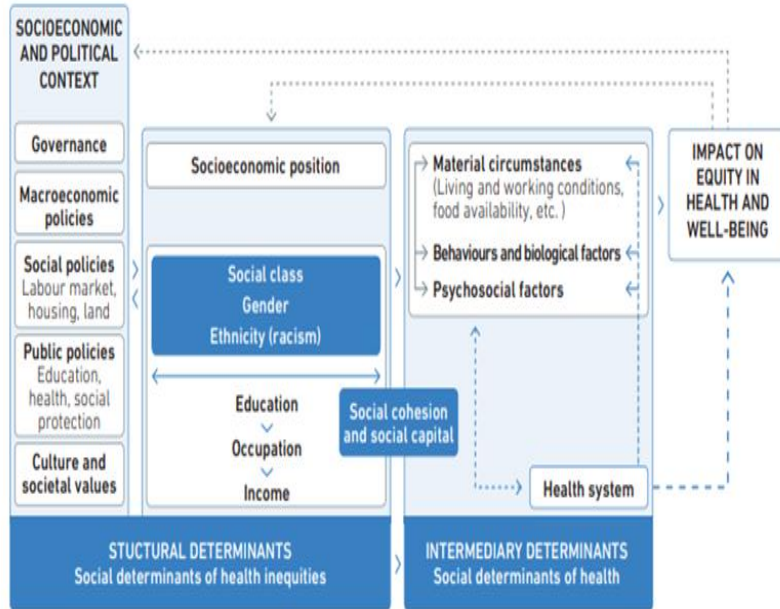 SOCIOECONOMIC
AND POLITICAL
CONTEXT
Governance
Macroeconomic
policies
Social policies
Labour market,
housing, land
Public policies
Education,
health, social
protection
Culture and
societal values
Socioeconomic position
Social class
Gender
Ethnicity (racism)
Education
Occupation
Income
Social cohesion
and social capital
Material circumstances
(Living and working conditions,
food availability, etc. )
Behaviours and biological factors
Psychosocial factors
Health system
IMPACT ON
EQUITY IN
HEALTH AND
WELL-BEING
STUCTURAL DETERMINANTS
Social determinants of health inequities
INTERMEDIARY DETERMINANTS
Social determinants of health